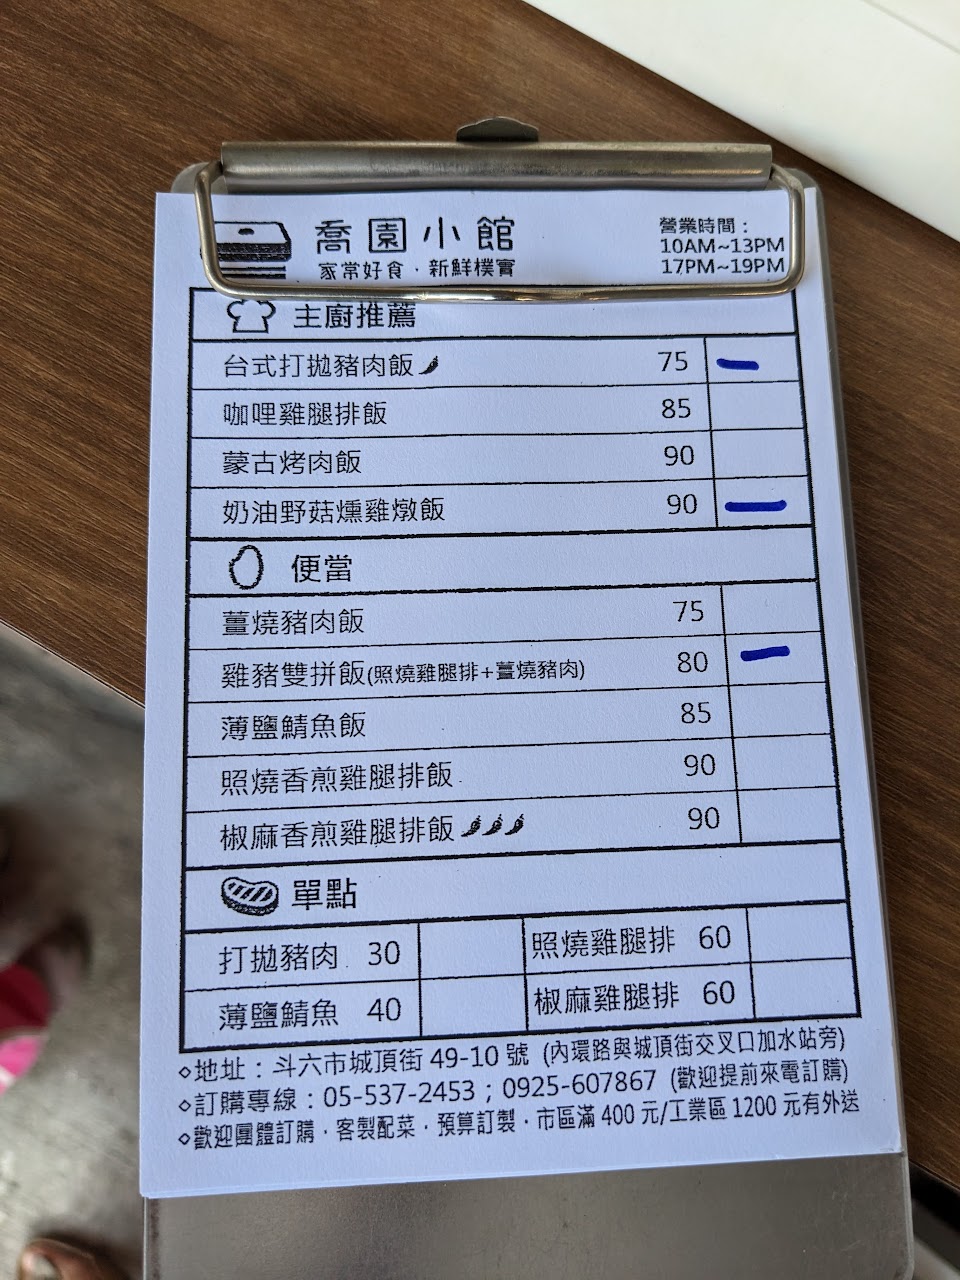 喬園小館
家常好食．新鮮樸實
營業時間：
10AM~13PM
17PM~19PM
主廚推薦
台式打拋豬肉飯 75
咖哩雞腿排飯 85
蒙古烤肉飯 90
奶油野菇燻雞燉飯 90
便當
薑燒豬肉飯 75
雞豬雙拼飯(照燒雞腿排+薑燒豬肉) 80
薄鹽鯖魚飯 85
照燒香煎雞腿排飯 90
椒麻香煎雞腿排飯 90
單點
打拋豬肉 30 照燒雞腿排 60
薄鹽鯖魚 40 椒麻雞腿排 60
⋄地址：斗六市城頂街 49-10 號 (內環路與城頂街交叉口加水站旁)
⋄訂購專線：05-537-2453；0925-607867 (歡迎提前來電訂購)
⋄歡迎團體訂購．客製配菜．預算訂製．市區滿 400 元/工業區 1200 元有外送